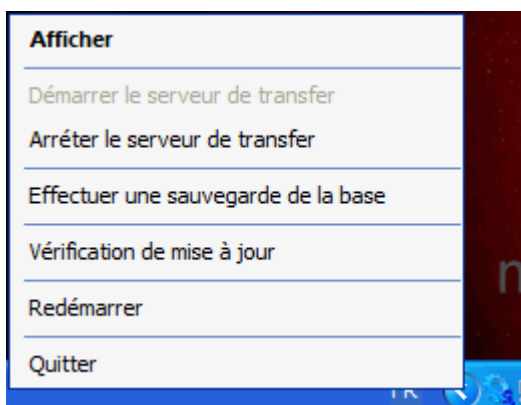 Afficher
Démarrer le serveur de transfer
Arréter le serveur de transfer
Effectuer une sauvegarde de la base
Vérification de mise à jour
Redémarrer
Quitter